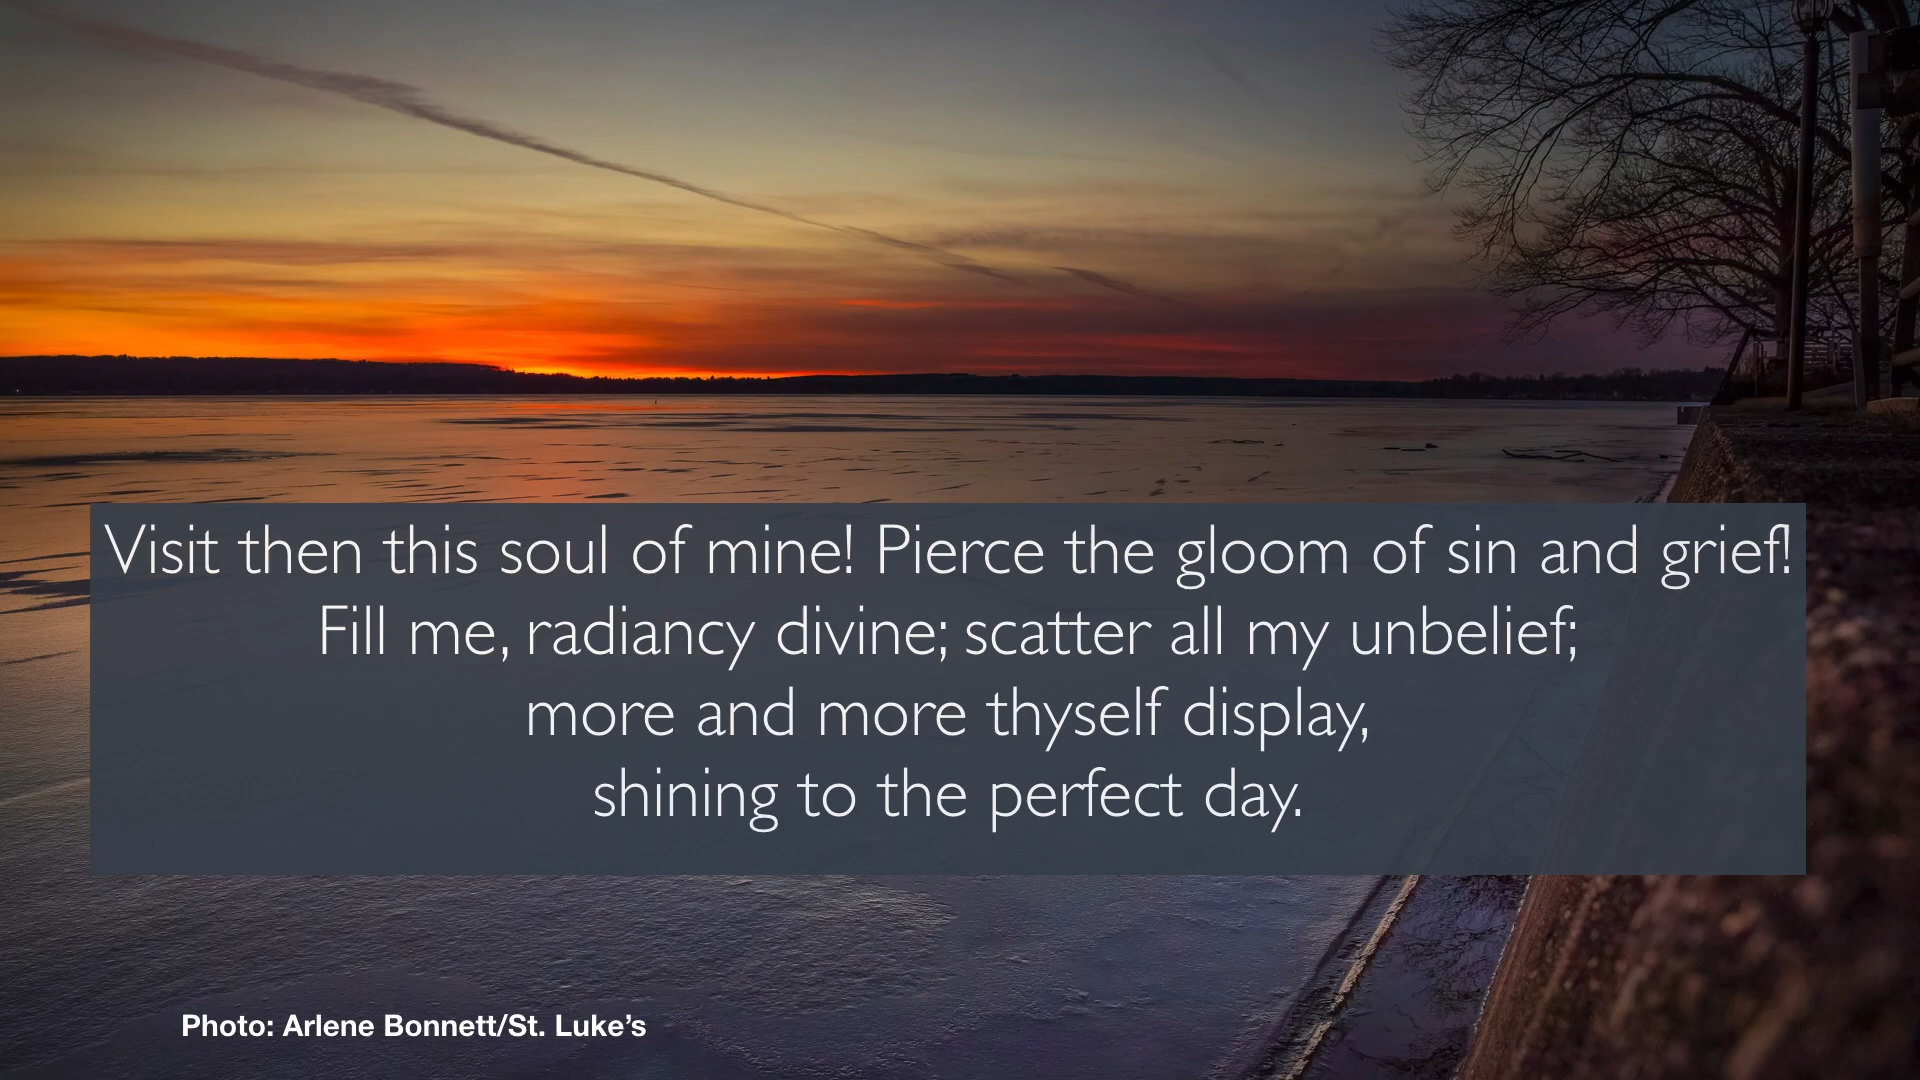 Visit then this soul of mine! Pierce the gloom of sin and grief!
Fill me, radiancy divine; scatter all my unbelief;
more and more thyself display,
shining to the perfect day.
Photo: Arlene Bonnett/St. Luke’s